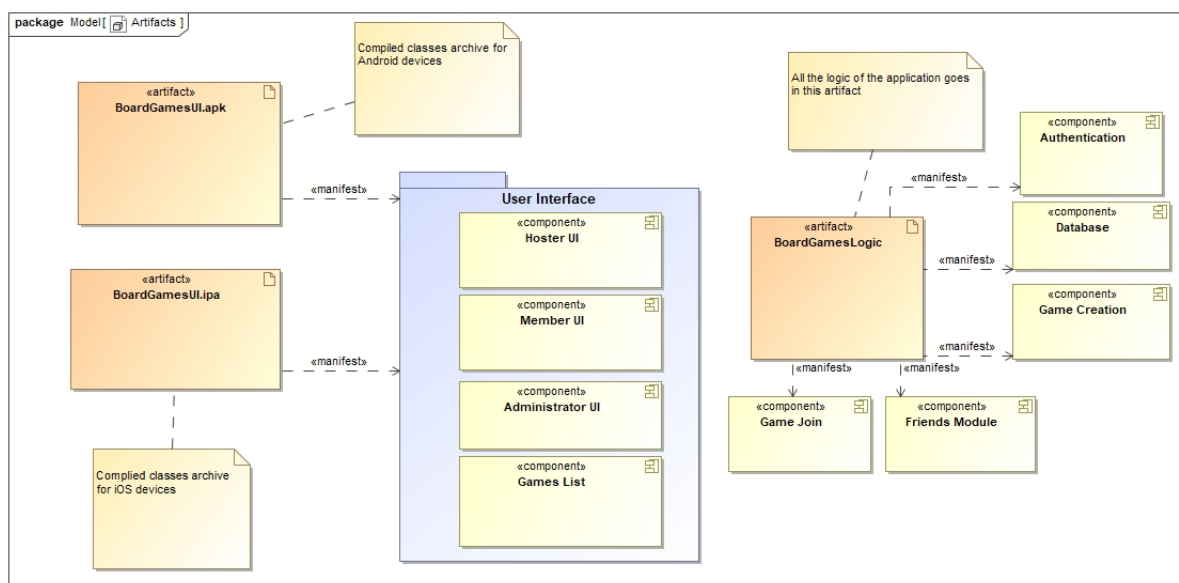 package Model[ Artifacts ]
Compiled classes archive for
Android devices
«artifact»
BoardGamesUI.apk
«manifest»
«artifact»
BoardGamesUI.ipa
«manifest»
Complied classes archive
for iOS devices
User Interface
«component»
Hoster UI
«component»
Member UI
«component»
Administrator UI
«component»
Games List
All the logic of the application goes
in this artifact
«artifact»
BoardGamesLogic
«manifest»
«component»
Authentication
«manifest»
«component»
Database
«manifest»
«component»
Game Creation
«manifest»
«component»
Game Join
«manifest»
«component»
Friends Module